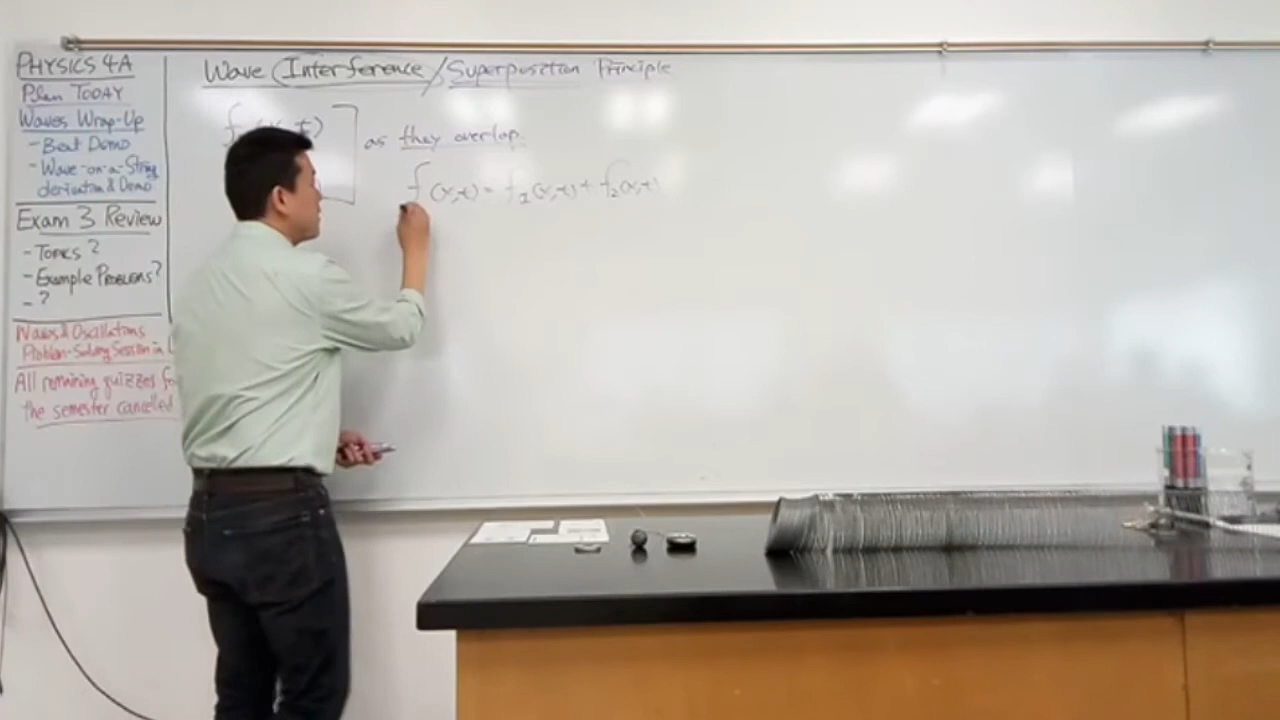 PHYSICS 4A
Plan TODAY
Waves Wrap-Up
- Beat Demo
- Wave-on-a-String
derivation & Demo
Exam 3 Review
- Topics?
- Example Problems?
- ?
Waves & Oscillations
Problem-Solving Session in
All remaining quizzes fo
the semester cancelled
Wave (Interference/Superposition Principle
as they overlap.
f(x,t) = f₁(x,t) + f₂(x,t)